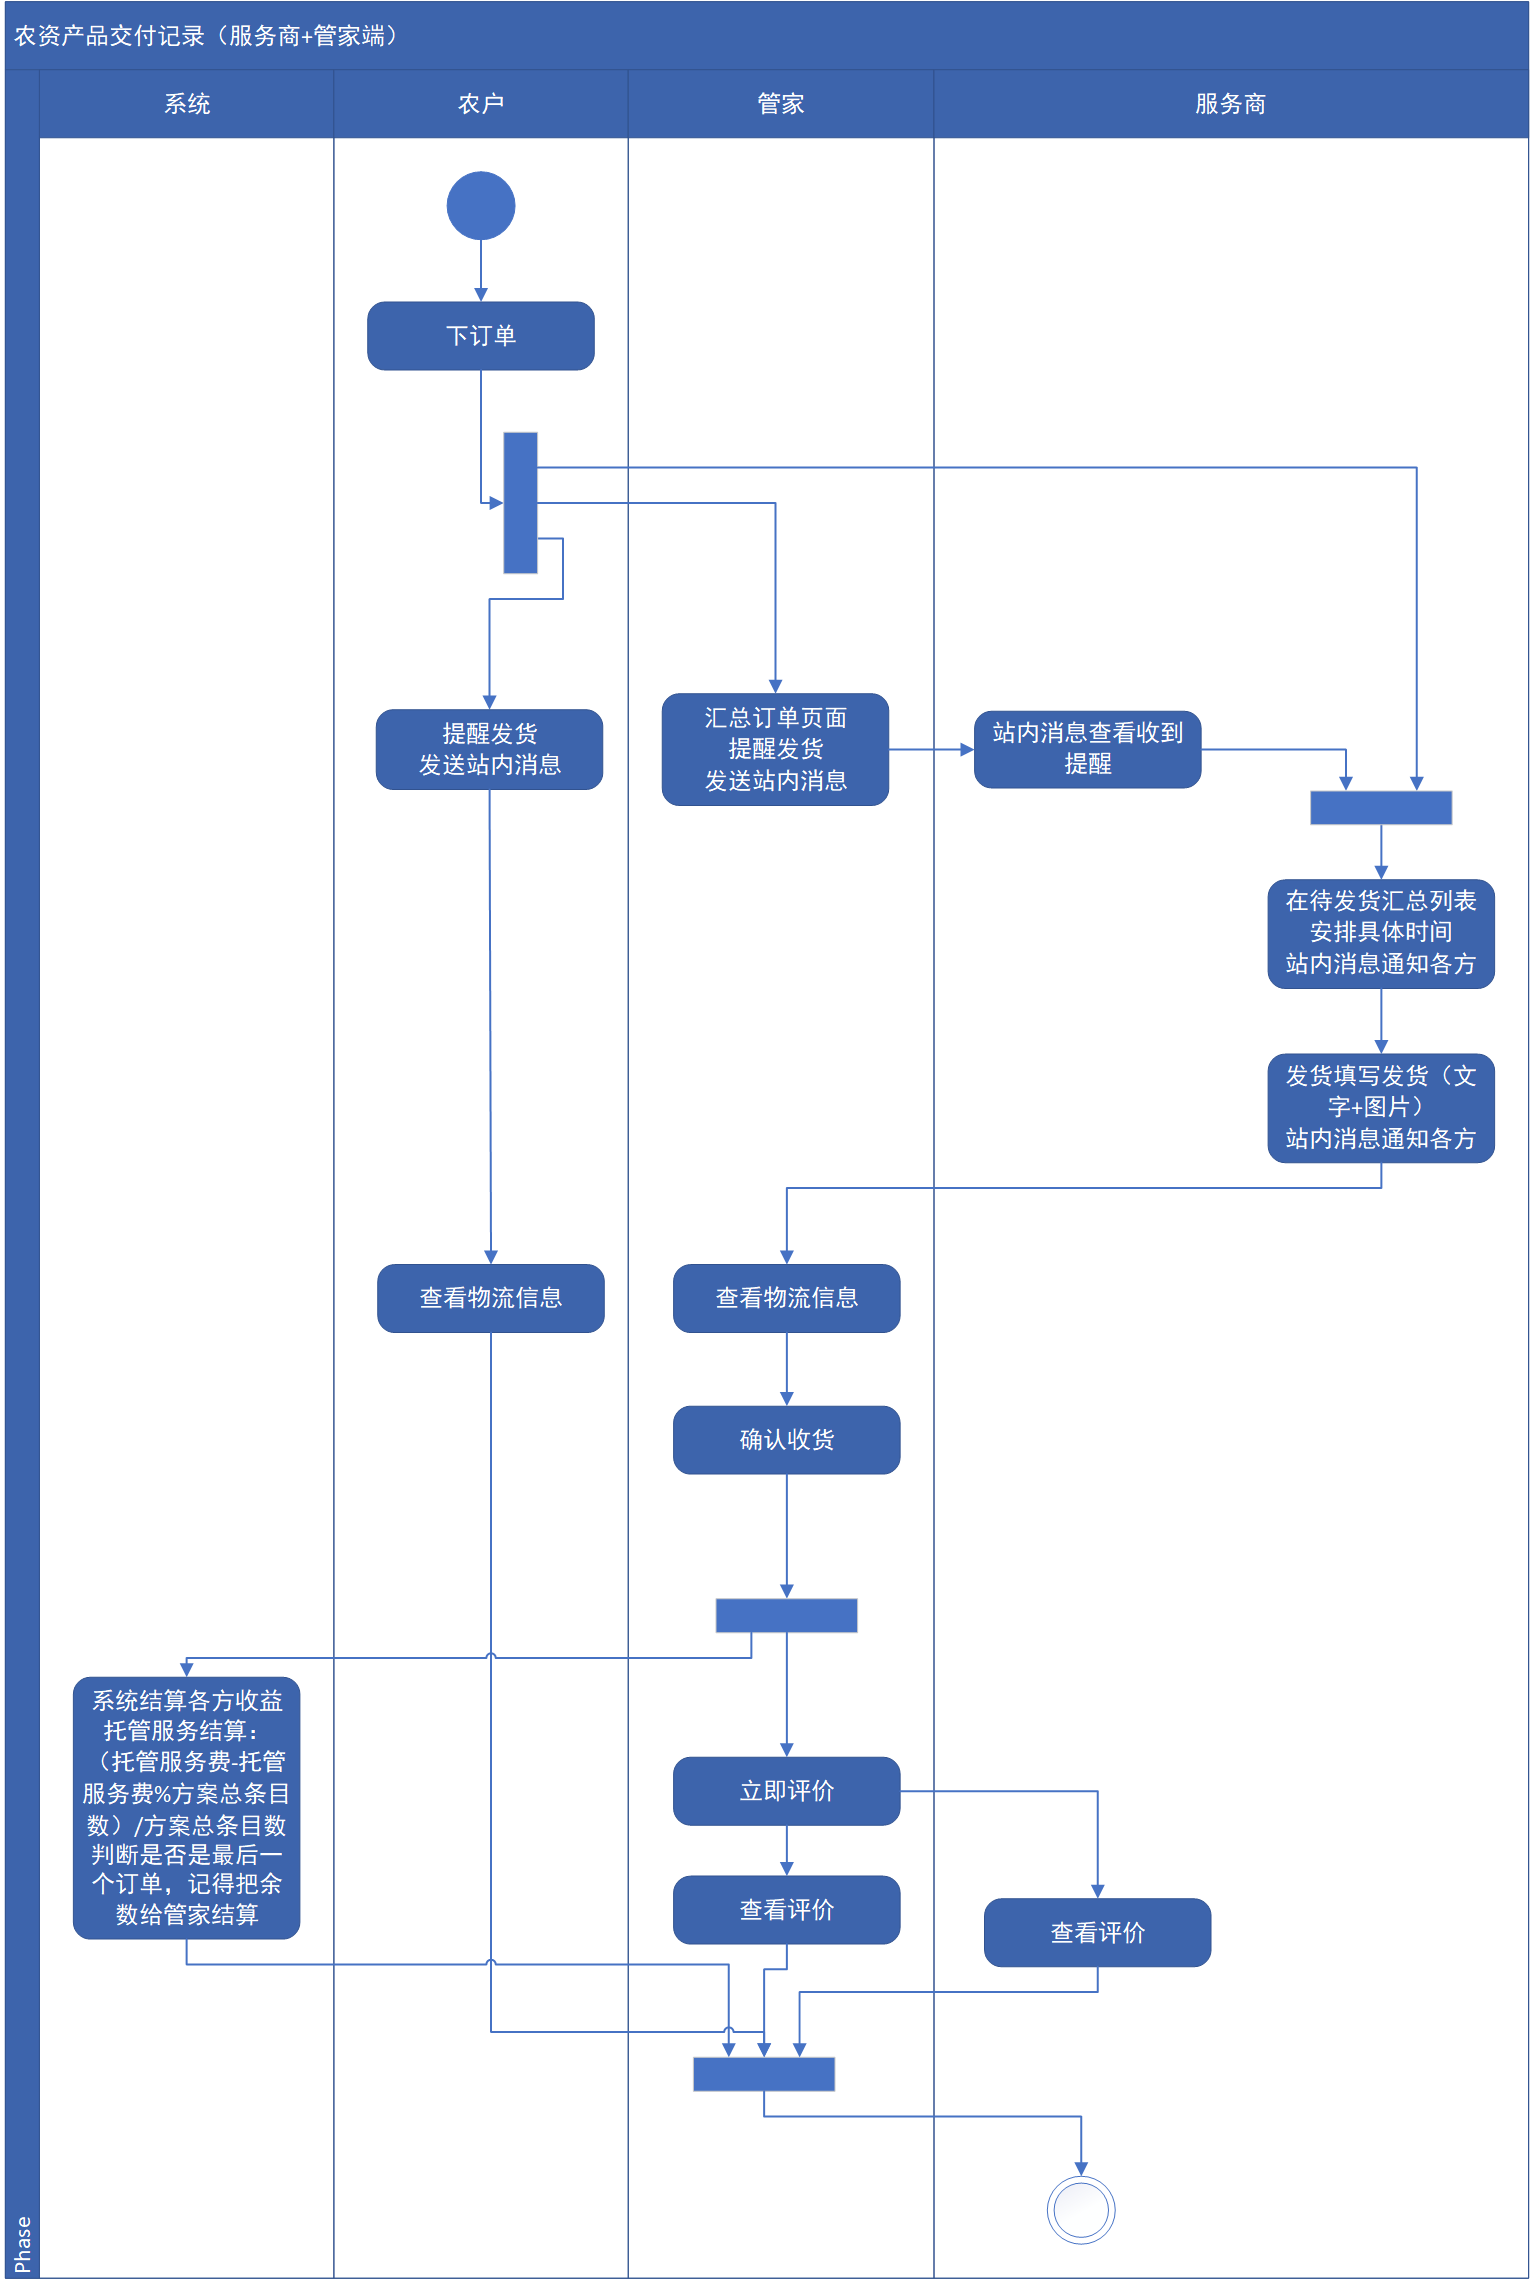 农资产品交付记录（服务商+管家端）
系统
农户
管家
服务商
下订单
提醒发货
发送站内消息
汇总订单页面
提醒发货
发送站内消息
站内消息查看收到
提醒
在待发货汇总列表
安排具体时间
站内消息通知各方
发货填写发货（文
字+图片）
站内消息通知各方
查看物流信息
查看物流信息
确认收货
系统结算各方收益
托管服务结算：
（托管服务费-托管
服务费%方案总条目
数）/方案总条目数
判断是否是最后一
个订单，记得把余
数给管家结算
立即评价
查看评价
查看评价
Phase